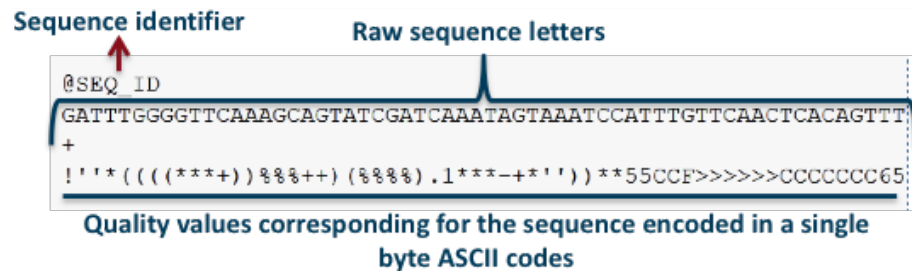 Sequence identifier
Raw sequence letters
@SEQ_ID
GATTTGGGGTTCAAAGCAGTATCGATCAAATAGTAAATCCATTTGTTCAACTCACAGTTT
+
!''*((((***+))%%%++)(%%%%).1***-+*''))**55CCF>>>>>>CCCCCCC65
Quality values corresponding for the sequence encoded in a single
byte ASCII codes